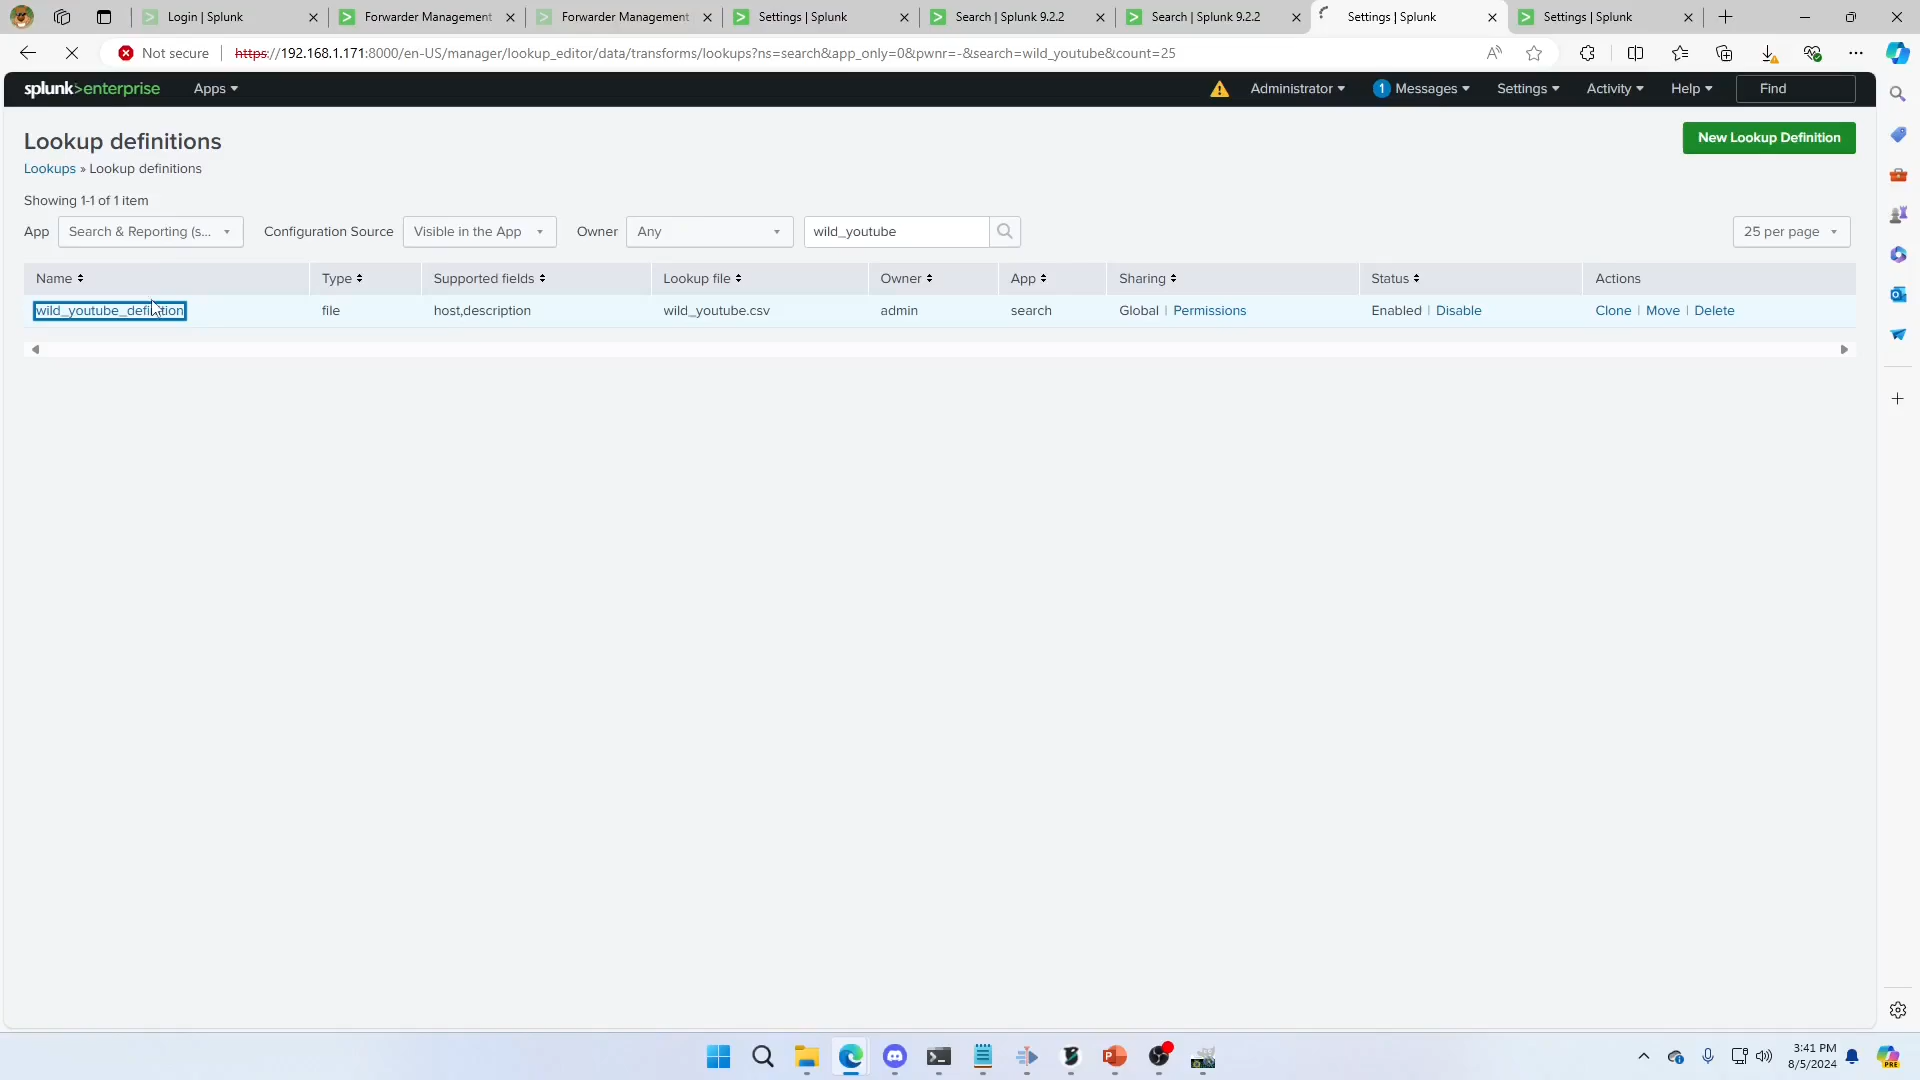 Login | Splunk
Forwarder Management
Forwarder Management
Settings | Splunk
Search | Splunk 9.2.2
Search | Splunk 9.2.2
Settings | Splunk
Settings | Splunk
Not secure
https://192.168.1.171:8000/en-US/manager/lookup_editor/data/transforms/lookups?ns=search&app_only=0&pwnr=-&search=wild_youtube&count=25
splunk>enterprise
Apps
Administrator
1
Messages
Settings
Activity
Help
Find
Lookup definitions
New Lookup Definition
Lookups » Lookup definitions
Showing 1-1 of 1 item
App
Search & Reporting (s...
Configuration Source
Visible in the App
Owner
Any
wild_youtube
25 per page
Name
Type
Supported fields
Lookup file
Owner
App
Sharing
Status
Actions
wild_youtube_definition
file
host,description
wild_youtube.csv
admin
search
Global | Permissions
Enabled | Disable
Clone | Move | Delete
3:41 PM
8/5/2024
PRE